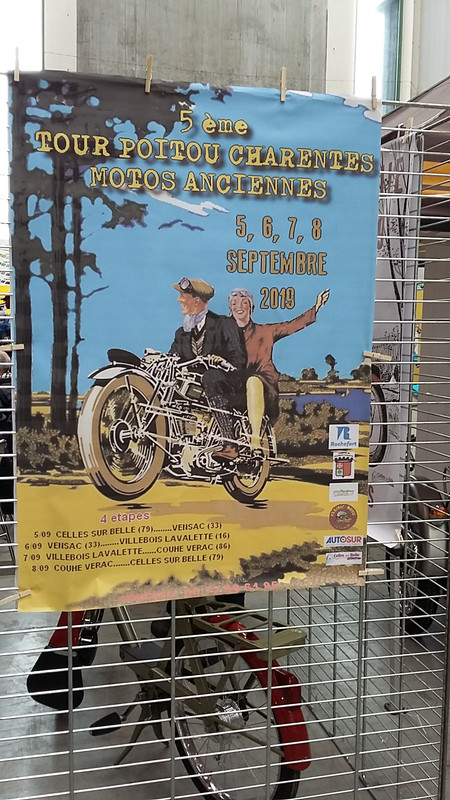 5 ème
TOUR POITOU CHARENTES
MOTOS ANCIENNES
5, 6, 7, 8
SEPTEMBRE
2019
Rochefort
4 etapes
5/09 CELLES SUR BELLE (79).........VENSAC (33)
6/09 VENSAC (33)........VILLEBOIS LAVALETTE (16)
7/09 VILLEBOIS LAVALETTE......COUHE VERAC (86)
8/09 COUHE VERAC.......CELLES SUR BELLE (79)
AUTOSUR